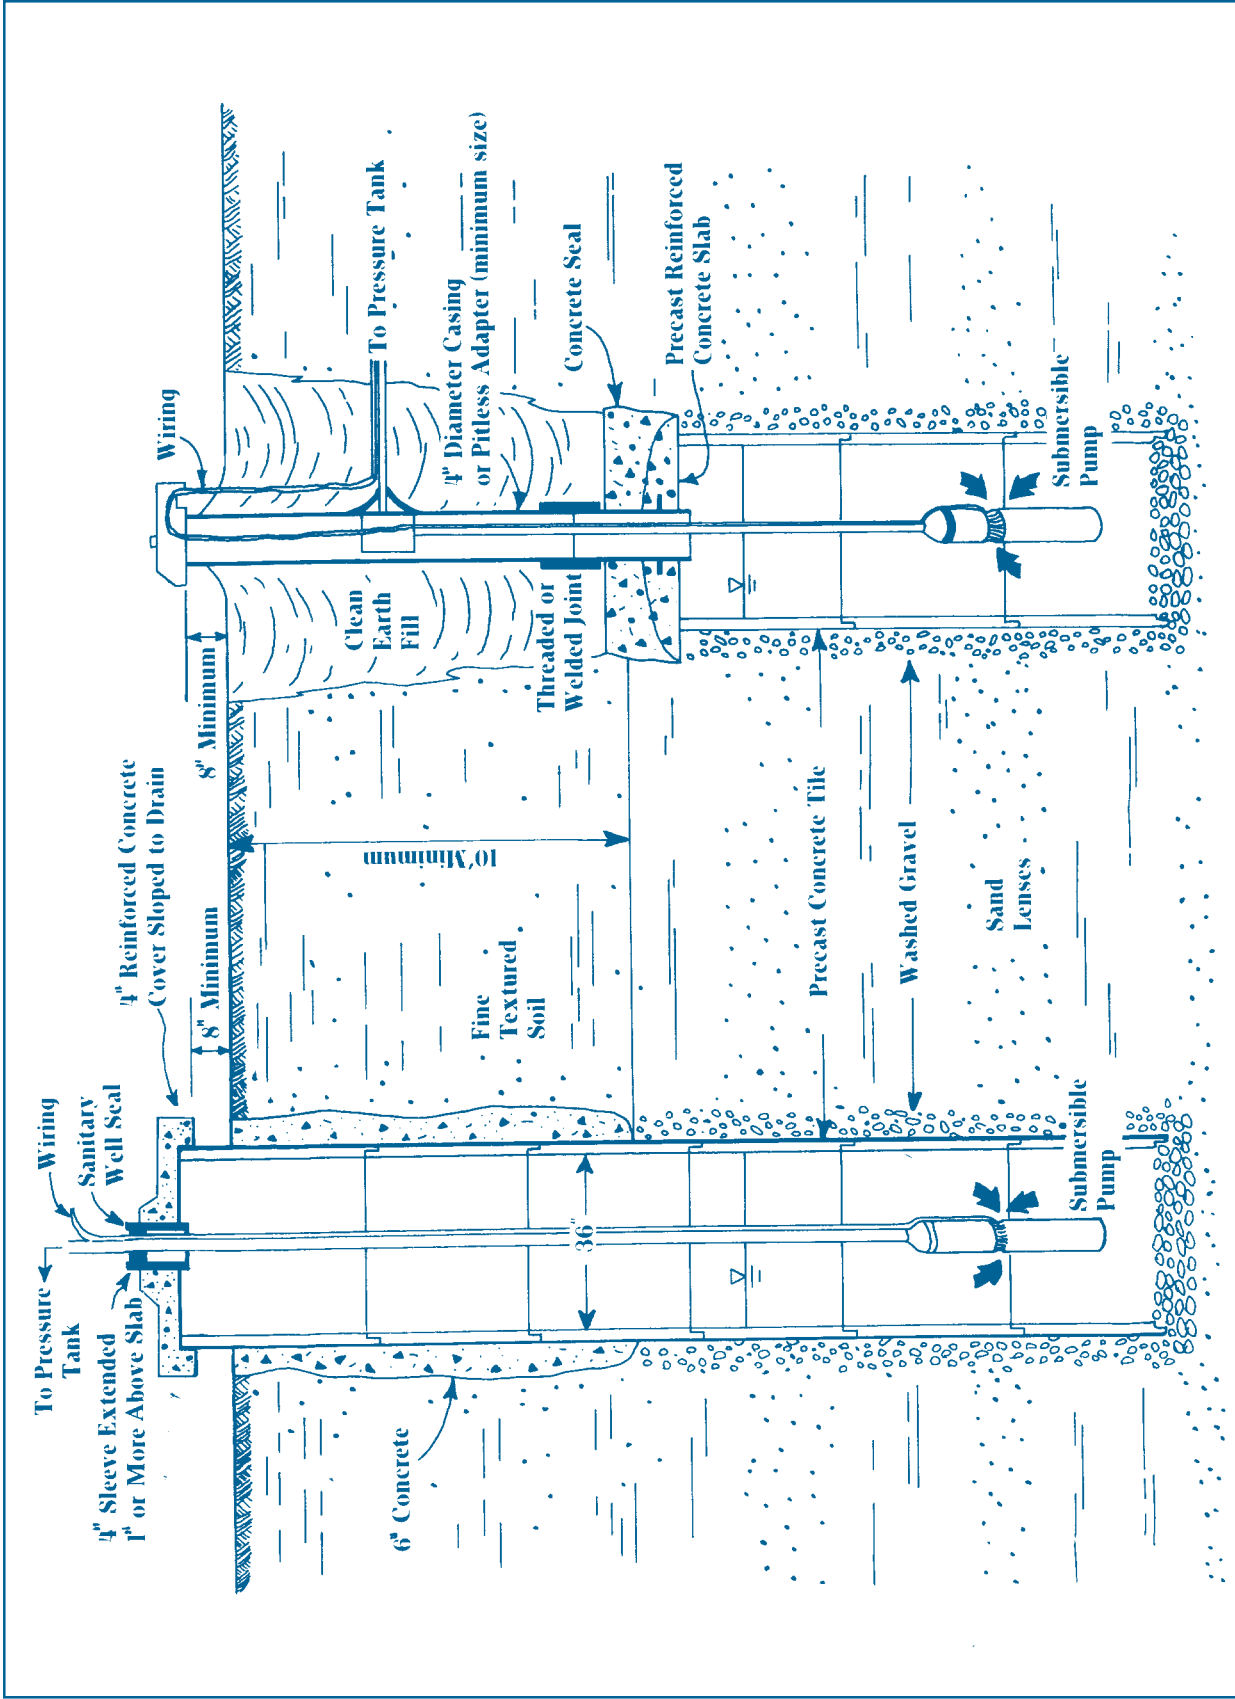 To Pressure
Tank
Wiring
Sanitary
Well Seal
4" Sleeve Extended
1" or More Above Slab
4" Reinforced Concrete
Cover Sloped to Drain
8" Minimum
8" Minimum
Wiring
To Pressure Tank
4" Diameter Casing
or Pitless Adapter (minimum size)
Clean
Earth
Fill
Threaded or
Welded Joint
Concrete Seal
Precast Reinforced
Concrete Slab
10' Minimum
Fine
Textured
Soil
6" Concrete
36"
Precast Concrete Tile
Washed Gravel
Sand
Lenses
Submersible
Pump
Submersible
Pump